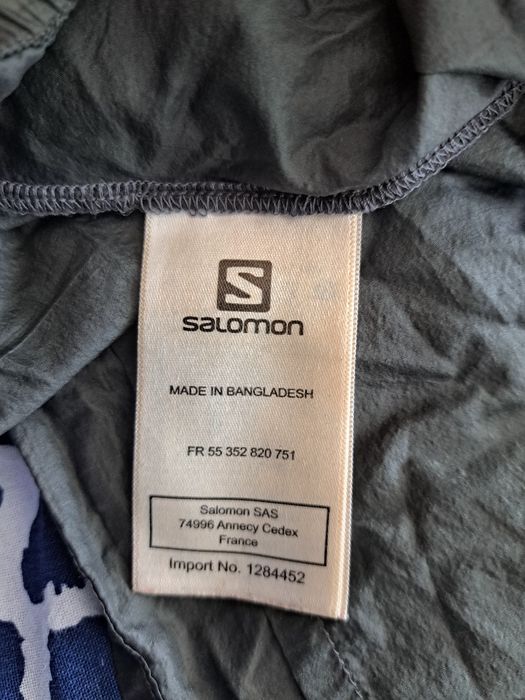 S
salomon
MADE IN BANGLADESH
FR 55 352 820 751
Salomon SAS
74996 Annecy Cedex
France
Import No. 1284452